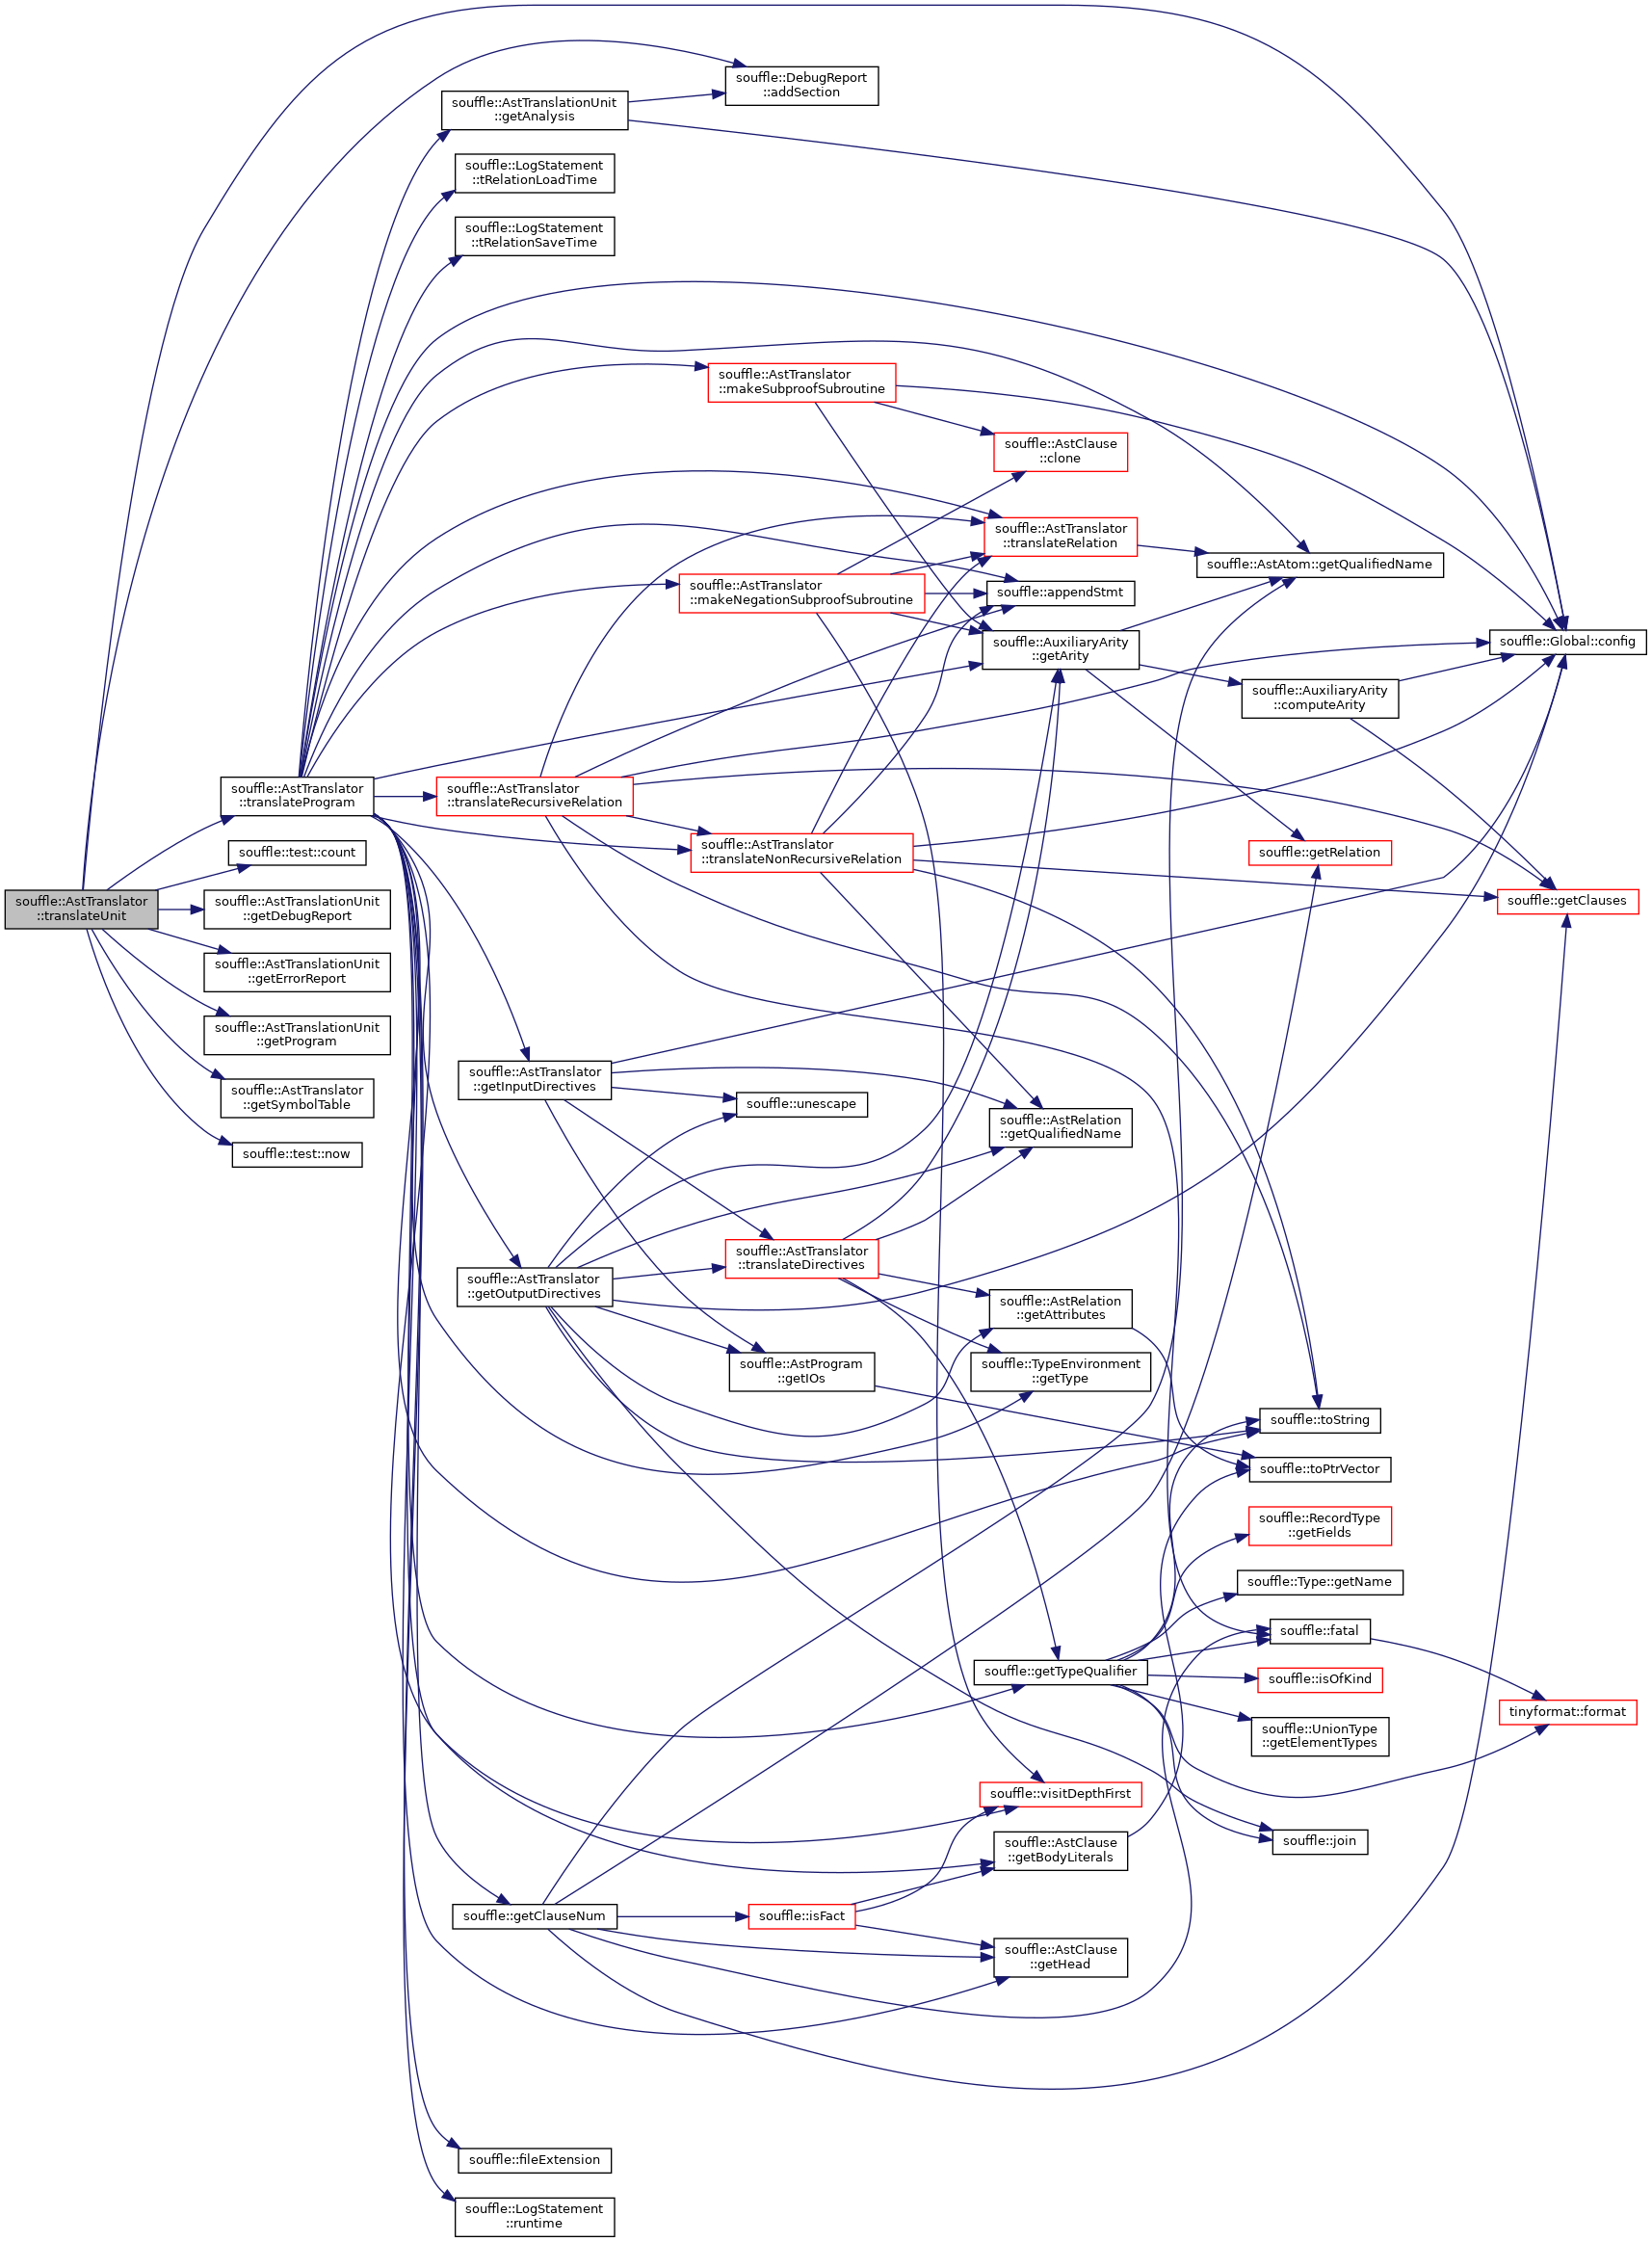 souffle::DebugReport
::addSection
souffle::AstTranslationUnit
::getAnalysis
souffle::LogStatement
::tRelationLoadTime
souffle::LogStatement
::tRelationSaveTime
souffle::AstTranslator
::makeSubproofSubroutine
souffle::AstClause
::clone
souffle::AstTranslator
::translateRelation
souffle::AstAtom::getQualifiedName
souffle::AstTranslator
::makeNegationSubproofSubroutine
souffle::appendStmt
souffle::AuxiliaryArity
::getArity
souffle::Global::config
souffle::AuxiliaryArity
::computeArity
souffle::AstTranslator
::translateProgram
souffle::AstTranslator
::translateRecursiveRelation
souffle::test::count
souffle::AstTranslator
::translateNonRecursiveRelation
souffle::getRelation
souffle::AstTranslator
::translateUnit
souffle::AstTranslationUnit
::getDebugReport
souffle::getClauses
souffle::AstTranslationUnit
::getErrorReport
souffle::AstTranslationUnit
::getProgram
souffle::AstTranslator
::getSymbolTable
souffle::test::now
souffle::AstTranslator
::getInputDirectives
souffle::unescape
souffle::AstRelation
::getQualifiedName
souffle::AstTranslator
::translateDirectives
souffle::AstTranslator
::getOutputDirectives
souffle::AstRelation
::getAttributes
souffle::AstProgram
::getIOs
souffle::TypeEnvironment
::getType
souffle::toString
souffle::toPtrVector
souffle::RecordType
::getFields
souffle::Type::getName
souffle::fatal
souffle::getTypeQualifier
souffle::isOfKind
tinyformat::format
souffle::UnionType
::getElementTypes
souffle::visitDepthFirst
souffle::join
souffle::AstClause
::getBodyLiterals
souffle::getClauseNum
souffle::isFact
souffle::AstClause
::getHead
souffle::fileExtension
souffle::LogStatement
::runtime